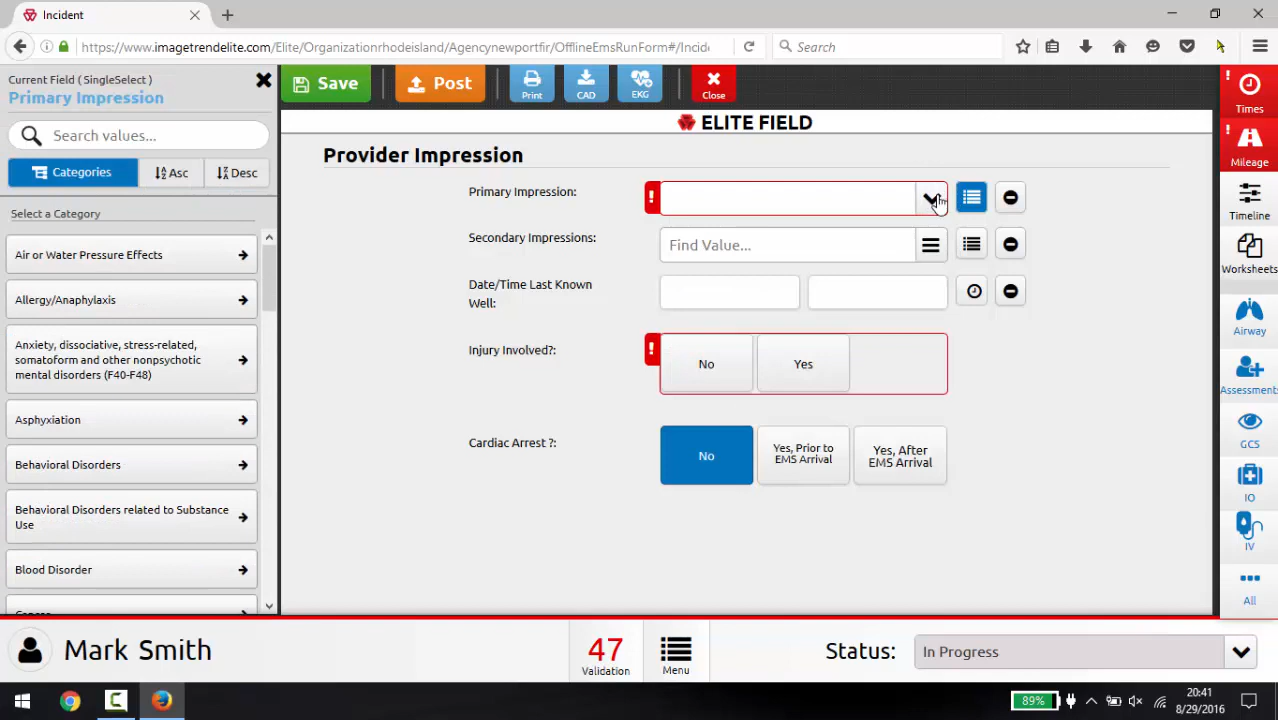 Incident
https://www.imagetrendelite.com/Elite/Organizationrhodeisland/Agencynewportfir/OfflineEmsRunForm#/Incide
Search
Current Field ( SingleSelect )
Primary Impression
Search values...
Categories
Asc
Desc
Select a Category
Air or Water Pressure Effects
Allergy/Anaphylaxis
Anxiety, dissociative, stress-related,
somatoform and other nonpsychotic
mental disorders (F40-F48)
Asphyxiation
Behavioral Disorders
Behavioral Disorders related to Substance
Use
Blood Disorder
Save
Post
Print
CAD
EKG
Close
ELITE FIELD
Provider Impression
Primary Impression:
Secondary Impressions:
Find Value...
Date/Time Last Known
Well:
Injury Involved?:
No
Yes
Cardiac Arrest ?:
No
Yes, Prior to
EMS Arrival
Yes, After
EMS Arrival
Times
Mileage
Timeline
Worksheets
Airway
Assessments
GCS
IO
IV
All
Mark Smith
47
Validation
Menu
Status:
In Progress
89%
20:41
8/29/2016